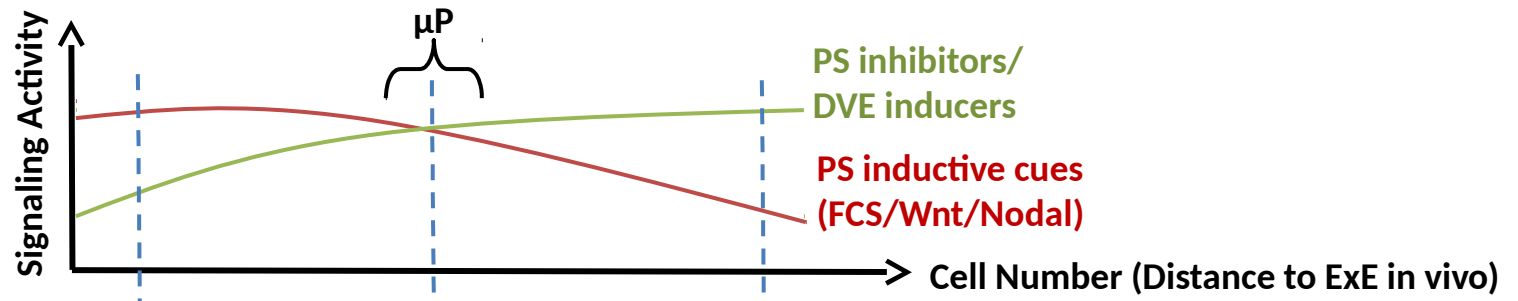 µP
Signaling Activity
PS inhibitors/
DVE inducers
PS inductive cues
(FCS/Wnt/Nodal)
Cell Number (Distance to ExE in vivo)